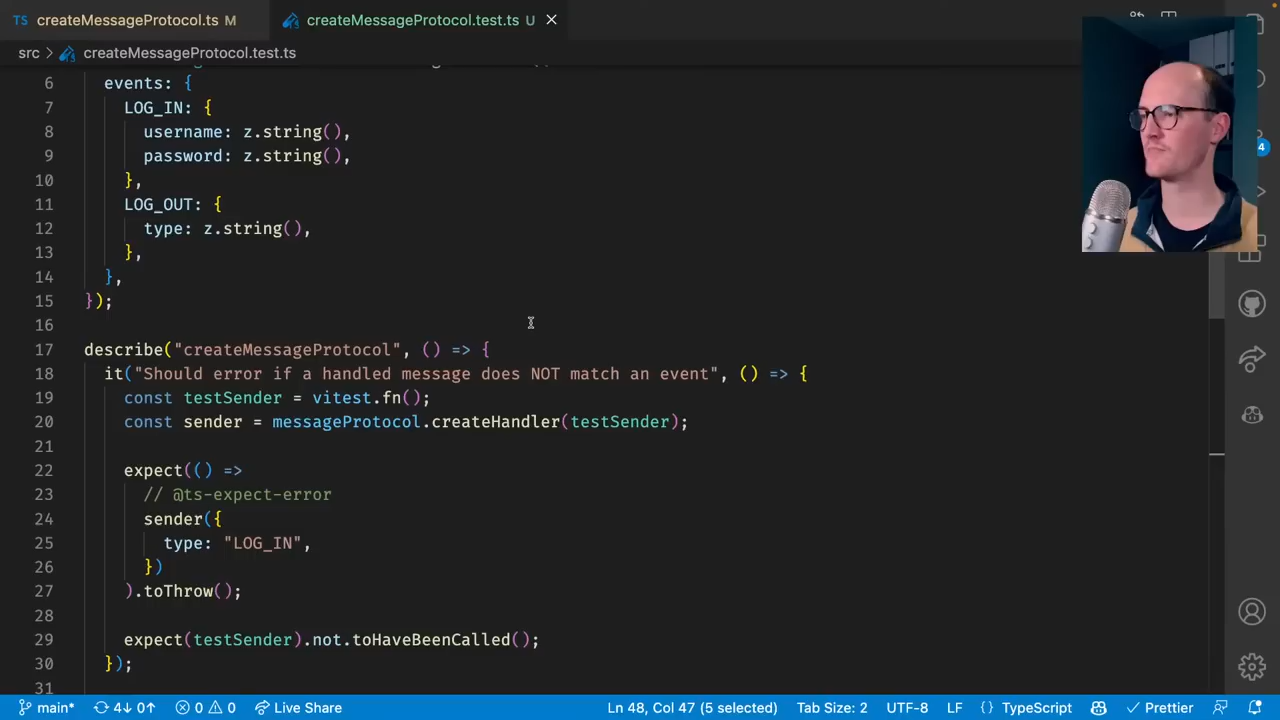 createMessageProtocol.ts M
createMessageProtocol.test.ts U
src > createMessageProtocol.test.ts
6 events: {
7 LOG_IN: {
8 username: z.string(),
9 password: z.string(),
10 },
11 LOG_OUT: {
12 type: z.string(),
13 },
14 },
15 });
16
17 describe("createMessageProtocol", () => {
18 it("Should error if a handled message does NOT match an event", () => {
19 const testSender = vitest.fn();
20 const sender = messageProtocol.createHandler(testSender);
21
22 expect(() =>
23 // @ts-expect-error
24 sender({
25 type: "LOG_IN",
26 })
27 ).toThrow();
28
29 expect(testSender).not.toHaveBeenCalled();
30 });
31
4
main* 4↓ 0↑ 0 0 Live Share Ln 48, Col 47 (5 selected) Tab Size: 2 UTF-8 LF {} TypeScript Prettier